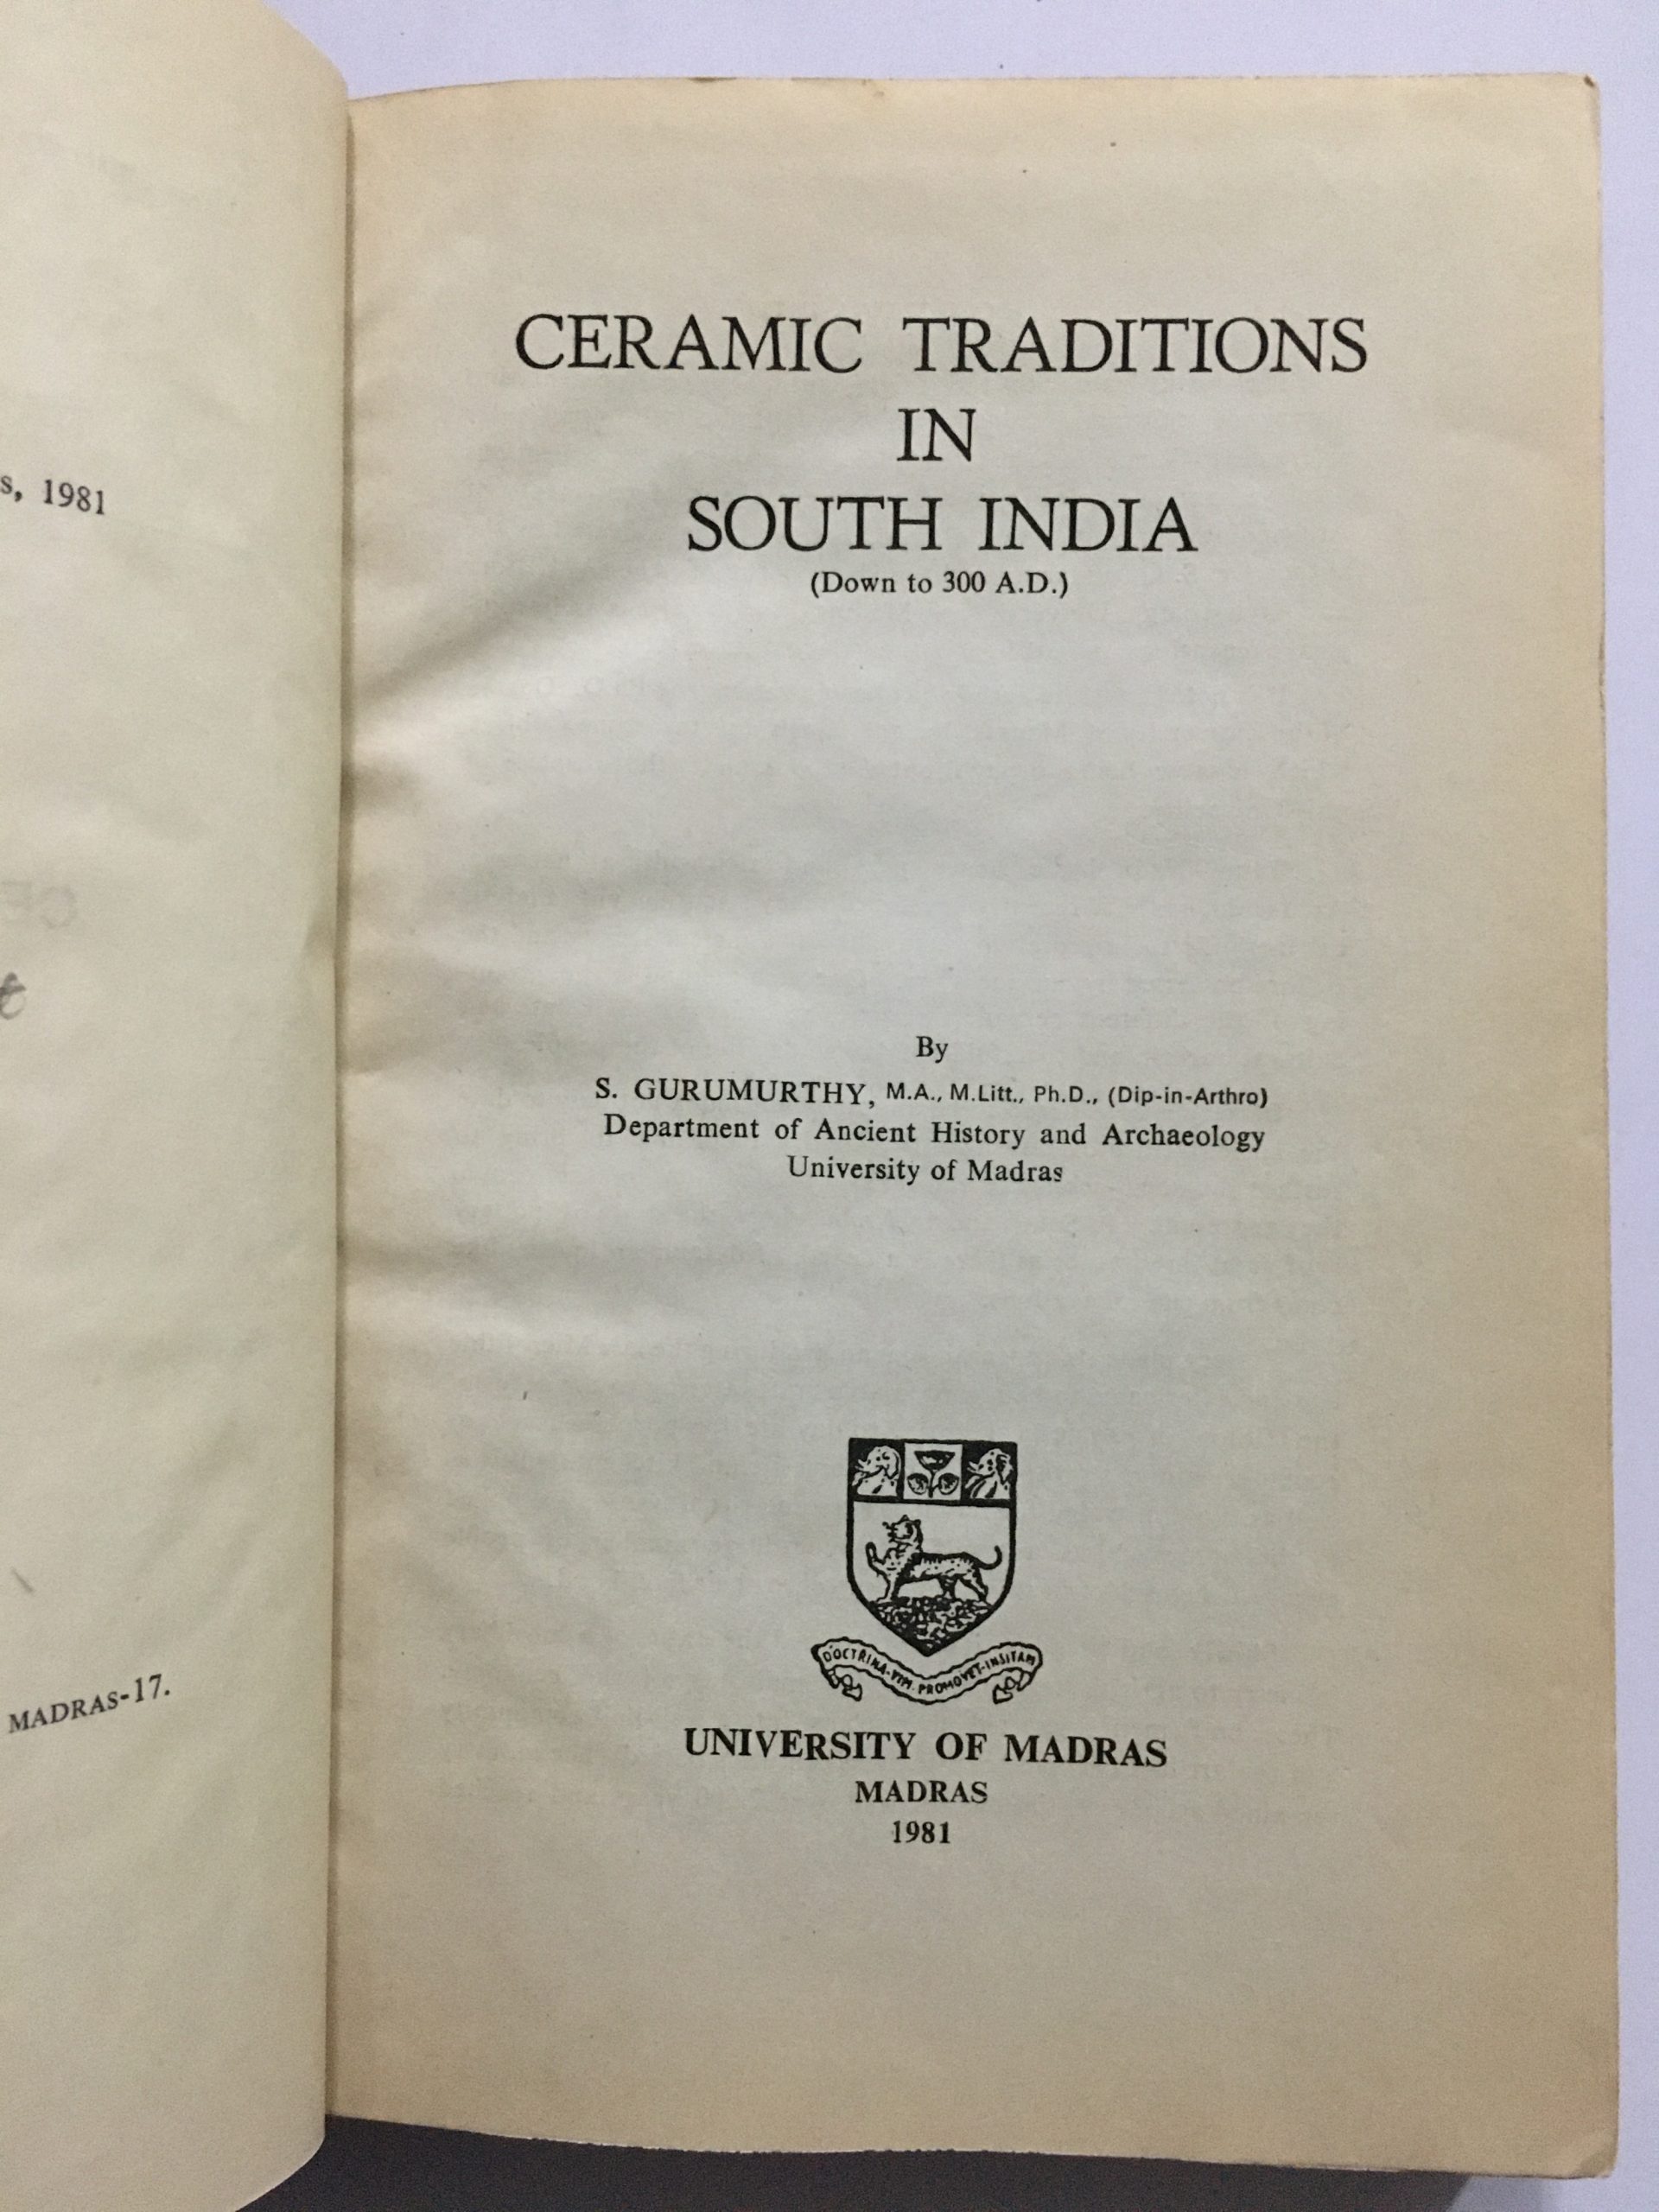 s, 1981
MADRAS-17.
CERAMIC TRADITIONS
IN
SOUTH INDIA
(Down to 300 A.D.)
By
S. GURUMURTHY, M.A., M.Litt., Ph.D., (Dip-in-Arthro)
Department of Ancient History and Archaeology
University of Madras
DOCTRINA·VIM·PROMOVET·INSITAM
UNIVERSITY OF MADRAS
MADRAS
1981